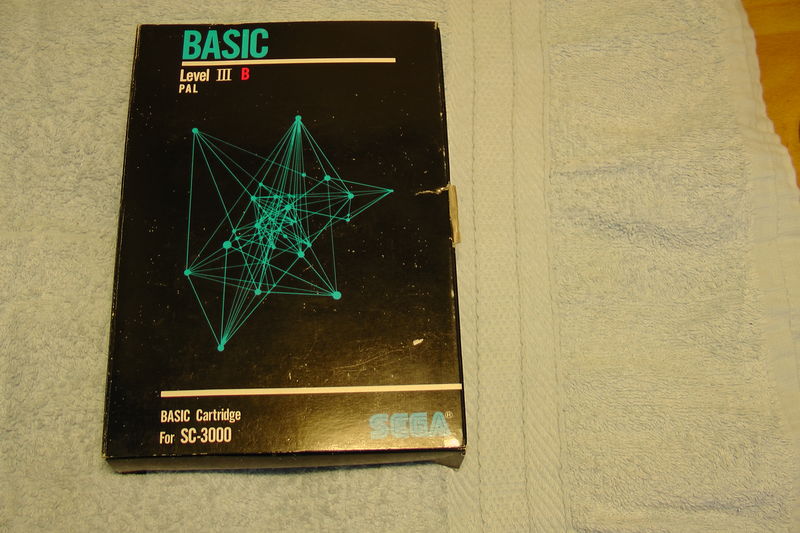 BASIC
Level III B
PAL
BASIC Cartridge
For SC-3000
SEGA®